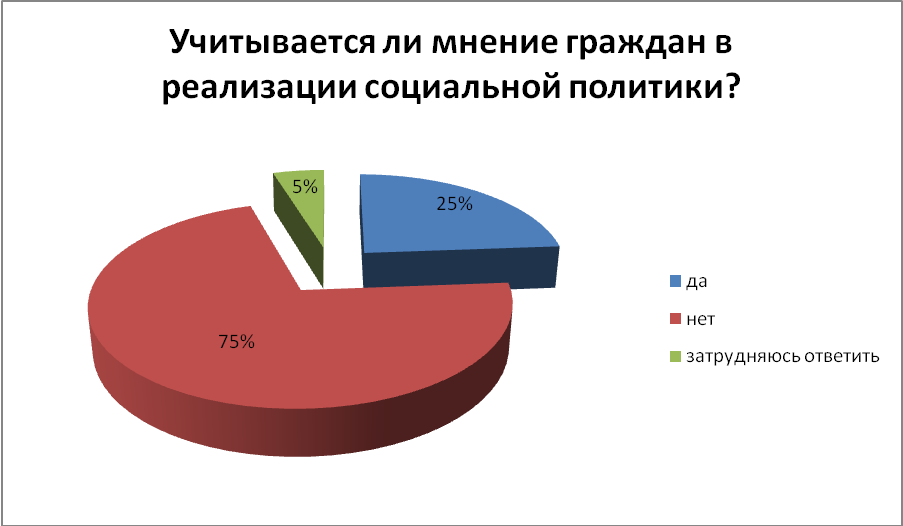 Учитывается ли мнение граждан в
реализации социальной политики?
5%
25%
75%
да
нет
затрудняюсь ответить